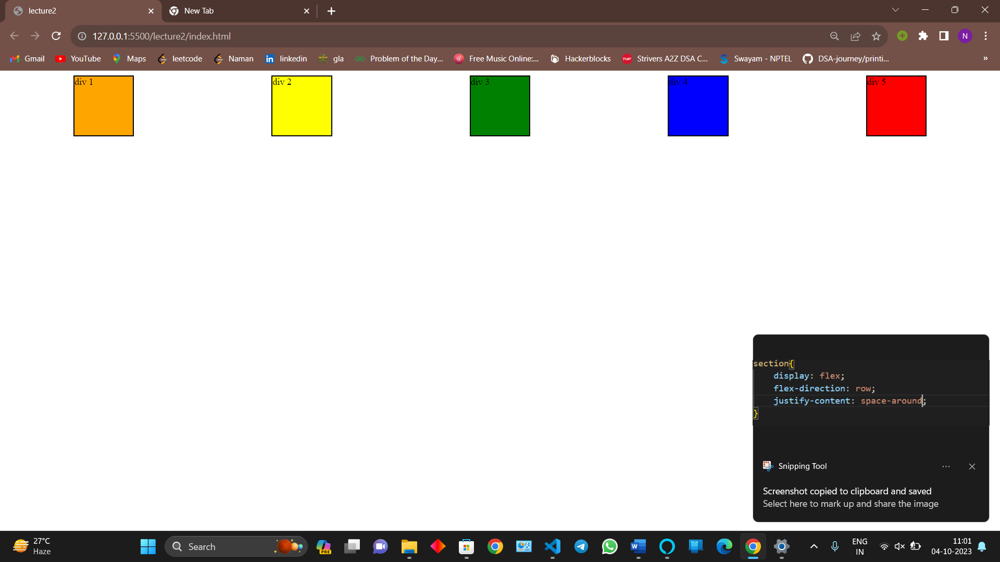 lecture2
New Tab
127.0.0.1:5500/lecture2/index.html
N
Gmail
YouTube
Maps
leetcode
Naman
linkedin
gla
Problem of the Day...
Free Music Online:...
Hackerblocks
Strivers A2Z DSA C...
Swayam - NPTEL
DSA-journey/printi...
»
div 1
div 2
div 3
div 4
div 5
section{
display: flex;
flex-direction: row;
justify-content: space-around;
}
Snipping Tool
Screenshot copied to clipboard and saved
Select here to mark up and share the image
27°C
Haze
Search
PRE
ENG
IN
11:01
04-10-2023